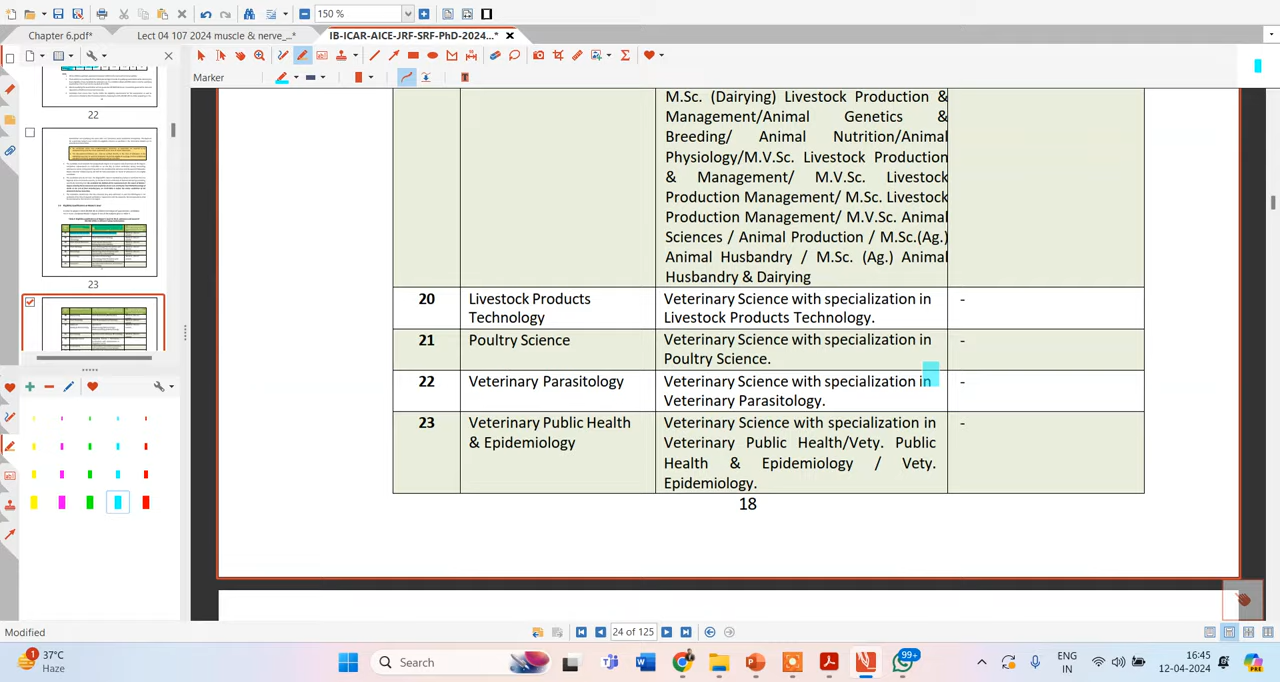 150 %
Chapter 6.pdf*
Lect 04 107 2024 muscle & nerve_...*
IB-ICAR-AICE-JRF-SRF-PhD-2024...*
Marker
22
23
M.Sc. (Dairying) Livestock Production &
Management/Animal Genetics &
Breeding/ Animal Nutrition/Animal
Physiology/M.V.Sc. Livestock Production
& Management/ M.V.Sc. Livestock
Production Management/ M.Sc. Livestock
Production Management/ M.V.Sc. Animal
Sciences / Animal Production / M.Sc.(Ag.)
Animal Husbandry / M.Sc. (Ag.) Animal
Husbandry & Dairying
20 Livestock Products Technology Veterinary Science with specialization in -
Livestock Products Technology.
21 Poultry Science Veterinary Science with specialization in -
Poultry Science.
22 Veterinary Parasitology Veterinary Science with specialization in -
Veterinary Parasitology.
23 Veterinary Public Health & Epidemiology Veterinary Science with specialization in -
Veterinary Public Health/Vety. Public
Health & Epidemiology / Vety.
Epidemiology.
18
Modified
24 of 125
1
37°C
Haze
Search
99+
ENG
IN
16:45
12-04-2024
PRE